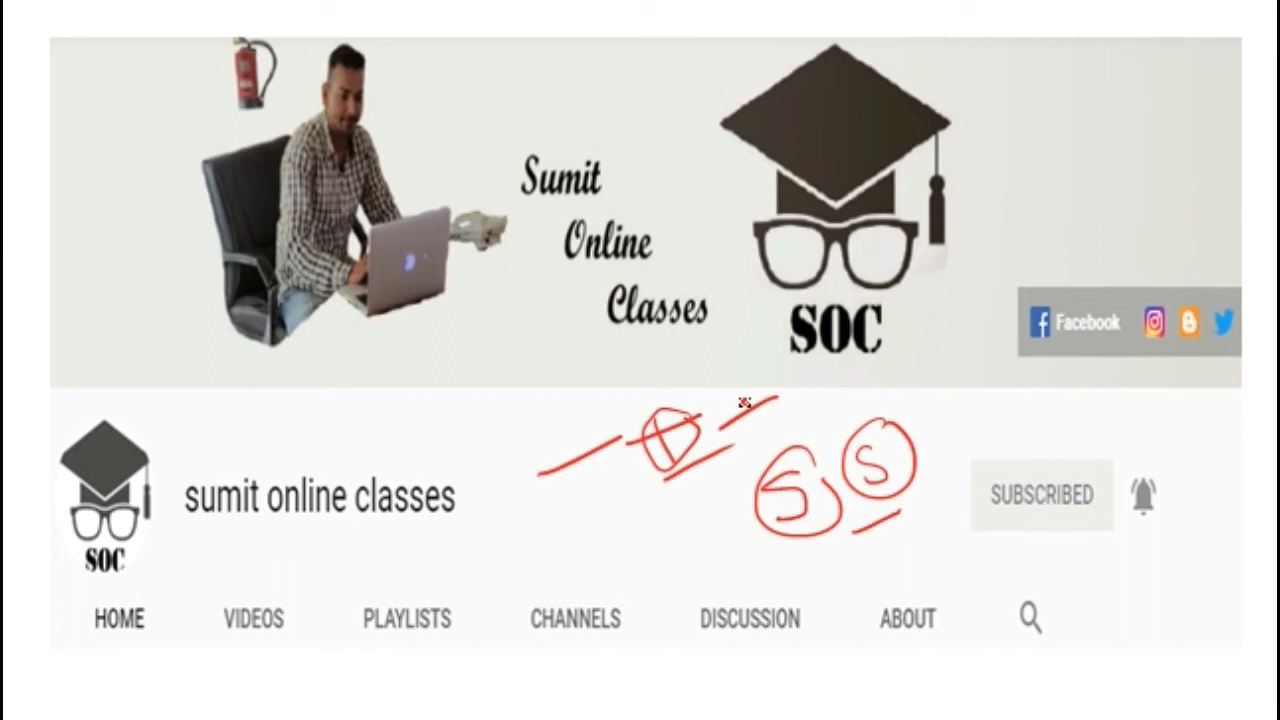 Sumit
Online
Classes
SOC
Facebook
S S
sumit online classes
SUBSCRIBED
SOC
HOME VIDEOS PLAYLISTS CHANNELS DISCUSSION ABOUT